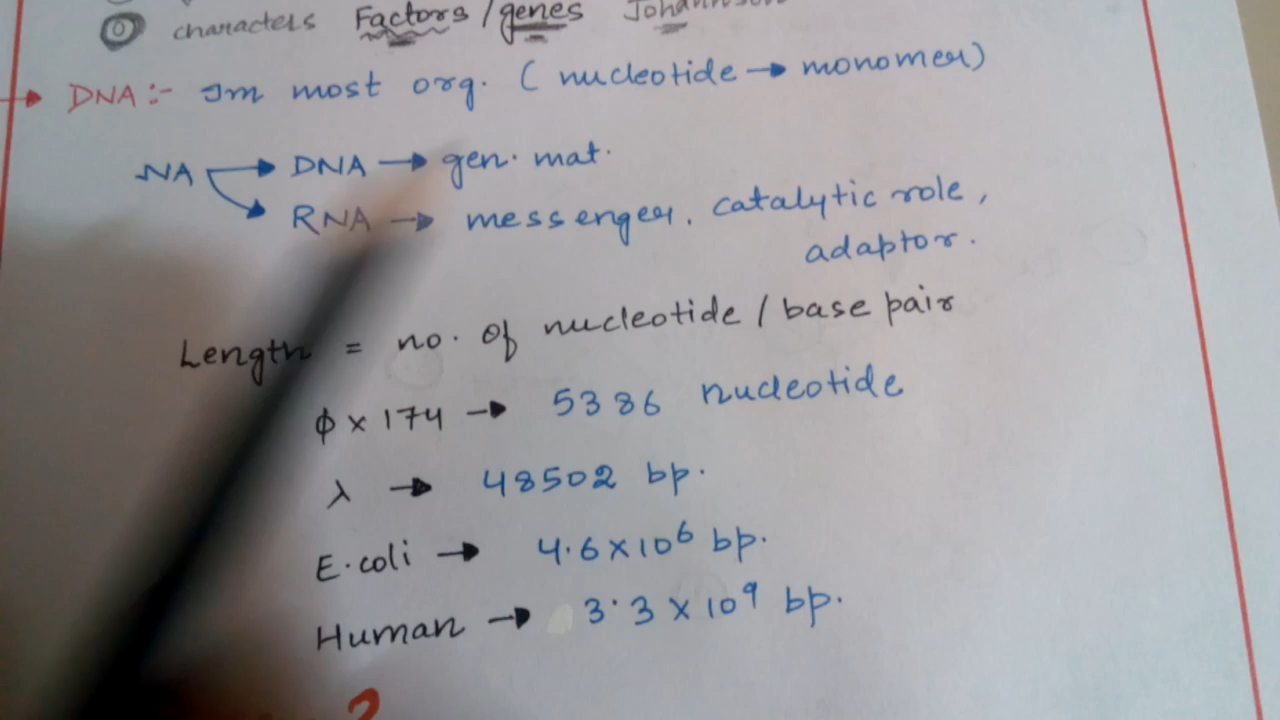 characters Factors/genes
DNA:- Im most org. (nucleotide → monomer)
NA → DNA → gen. mat.
→ RNA → messenger, catalytic role,
adaptor.
Length = no. of nucleotide / base pair
φ × 174 → 5386 nucleotide
λ → 48502 bp.
E.coli → 4.6×10⁶ bp.
Human → 3.3 × 10⁹ bp.